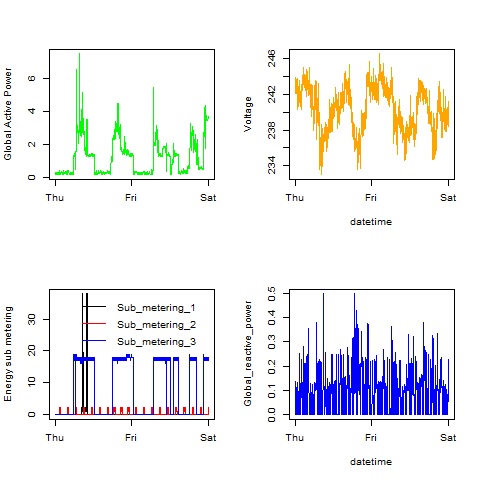 Global Active Power
0 2 4 6
Thu Fri Sat
Voltage
234 238 242 246
Thu Fri Sat
datetime
Energy sub metering
0 10 20 30
Sub_metering_1
Sub_metering_2
Sub_metering_3
Thu Fri Sat
Global_reactive_power
0.0 0.1 0.2 0.3 0.4 0.5
Thu Fri Sat
datetime